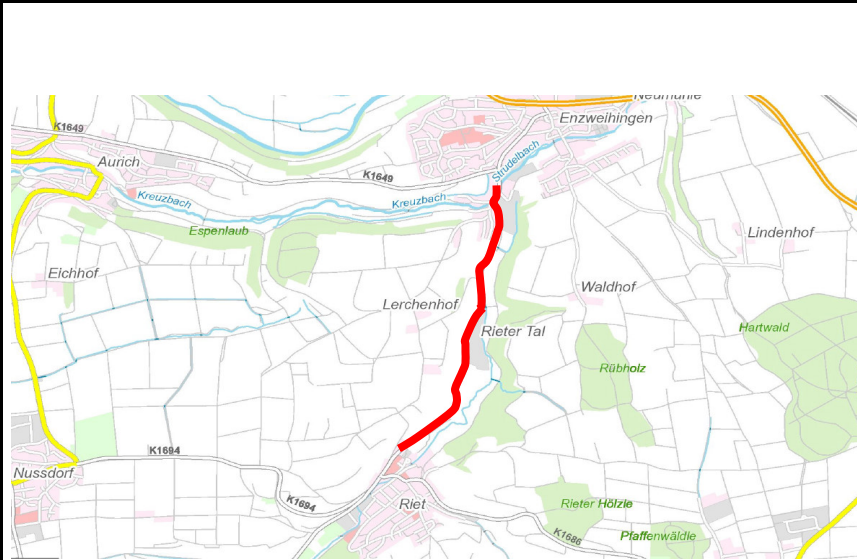 Neumühle
Enzweihingen
K1649
Aurich
Strudelbach
K1649
Kreuzbach
Kreuzbach
Espenlaub
Lindenhof
Eichhof
Waldhof
Lerchenhof
Rieter Tal
Hartwald
Rübholz
K1694
Nussdorf
K1694
Riet
Rieter Hölzle
K1686
Pfaffenwäldle